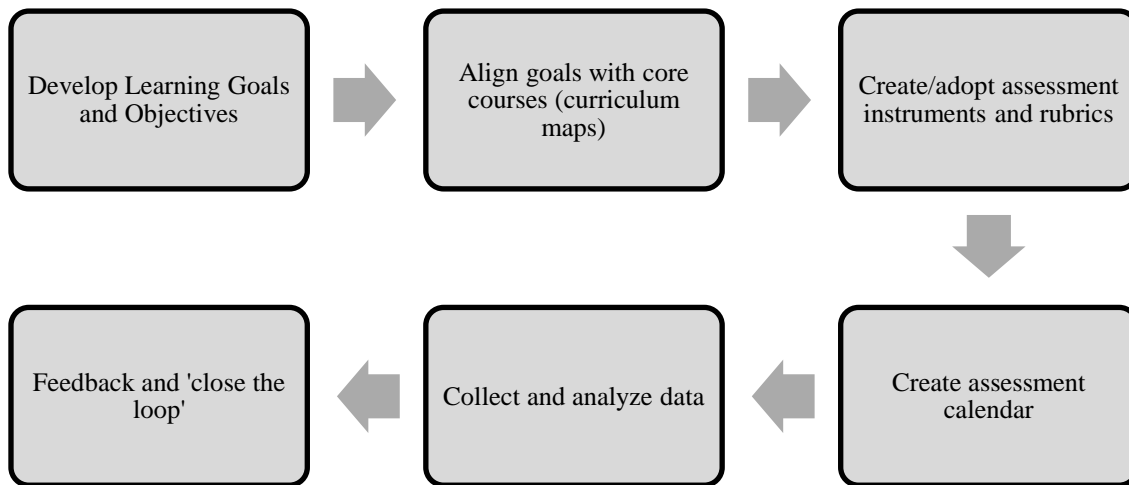 Develop Learning Goals
and Objectives
Align goals with core
courses (curriculum
maps)
Create/adopt assessment
instruments and rubrics
Create assessment
calendar
Collect and analyze data
Feedback and 'close the
loop'